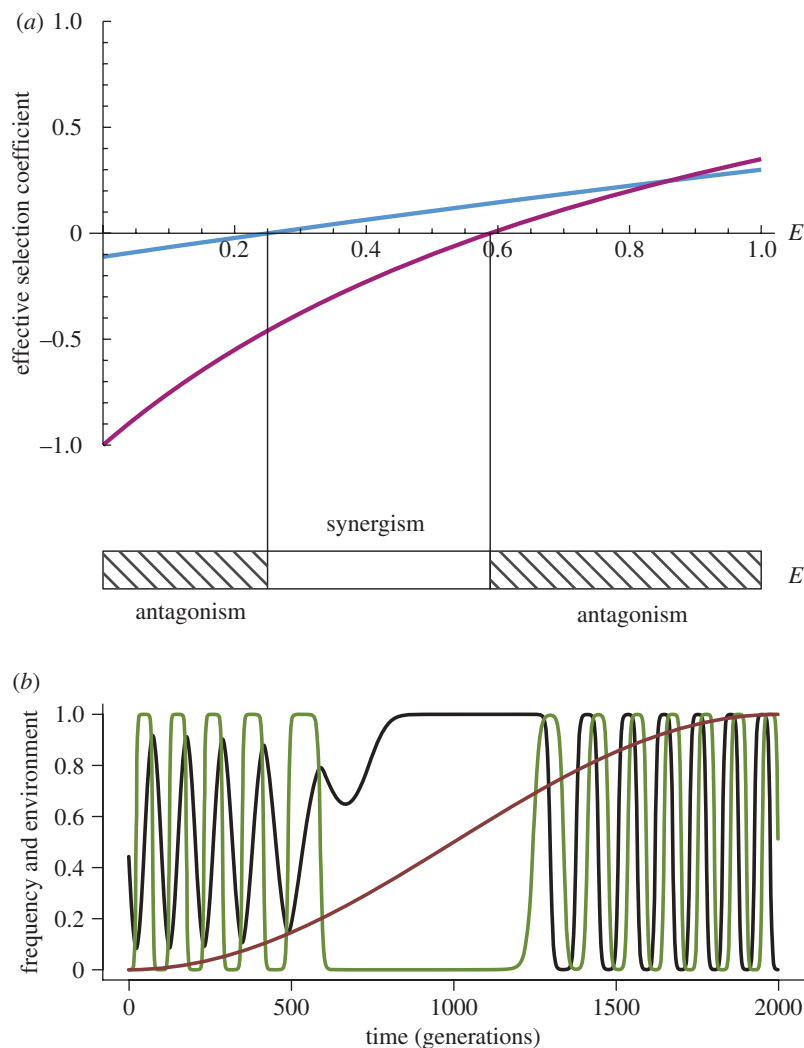 (a)
1.0
0.5
0
–0.5
–1.0
effective selection coefficient
0.2 0.4 0.6 0.8 1.0
E
synergism
E
antagonism antagonism
(b)
1.0
0.8
0.6
0.4
0.2
0
frequency and environment
0 500 1000 1500 2000
time (generations)